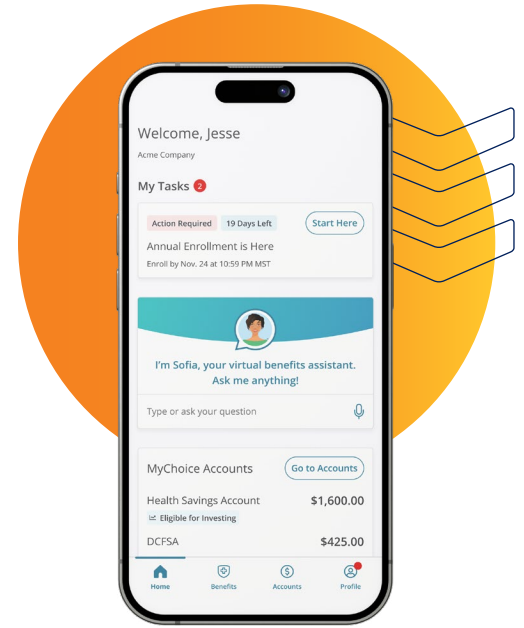 Welcome, Jesse
Acme Company
My Tasks 2
Action Required 19 Days Left Start Here
Annual Enrollment is Here
Enroll by Nov. 24 at 10:59 PM MST
I'm Sofia, your virtual benefits assistant.
Ask me anything!
Type or ask your question
MyChoice Accounts Go to Accounts
Health Savings Account $1,600.00
Eligible for Investing
DCFSA $425.00
Home Benefits Accounts Profile